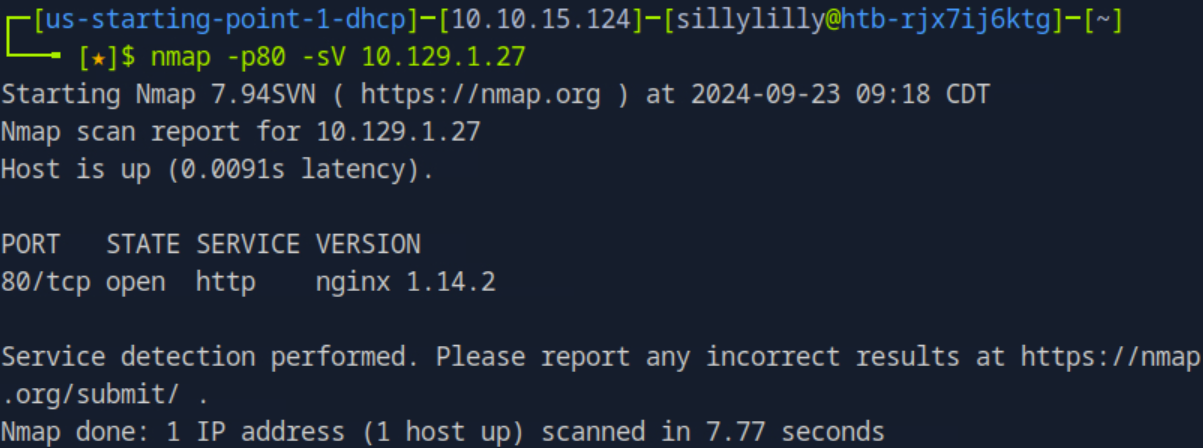 [us-starting-point-1-dhcp]─[10.10.15.124]─[sillylilly@htb-rjx7ij6ktg]─[~]
[★]$ nmap -p80 -sV 10.129.1.27
Starting Nmap 7.94SVN ( https://nmap.org ) at 2024-09-23 09:18 CDT
Nmap scan report for 10.129.1.27
Host is up (0.0091s latency).
PORT   STATE SERVICE VERSION
80/tcp open  http    nginx 1.14.2
Service detection performed. Please report any incorrect results at https://nmap
.org/submit/ .
Nmap done: 1 IP address (1 host up) scanned in 7.77 seconds